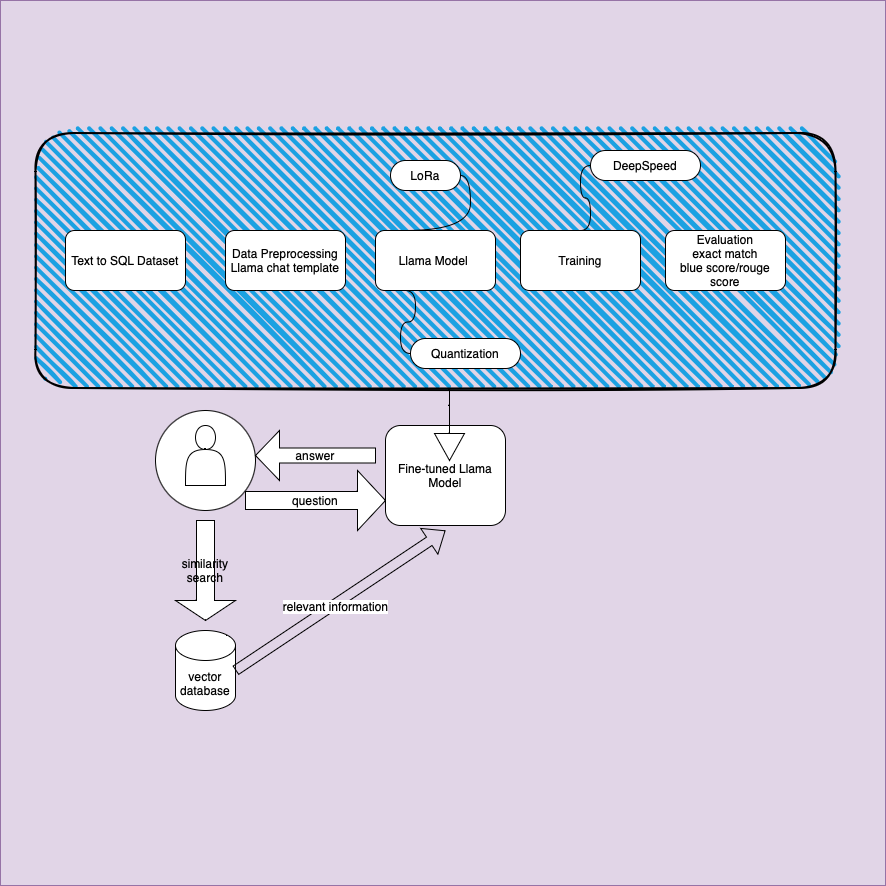 LoRa
DeepSpeed
Text to SQL Dataset
Data Preprocessing
Llama chat template
Llama Model
Training
Evaluation
exact match
blue score/rouge
score
Quantization
answer
question
Fine-tuned Llama
Model
similarity
search
relevant information
vector
database